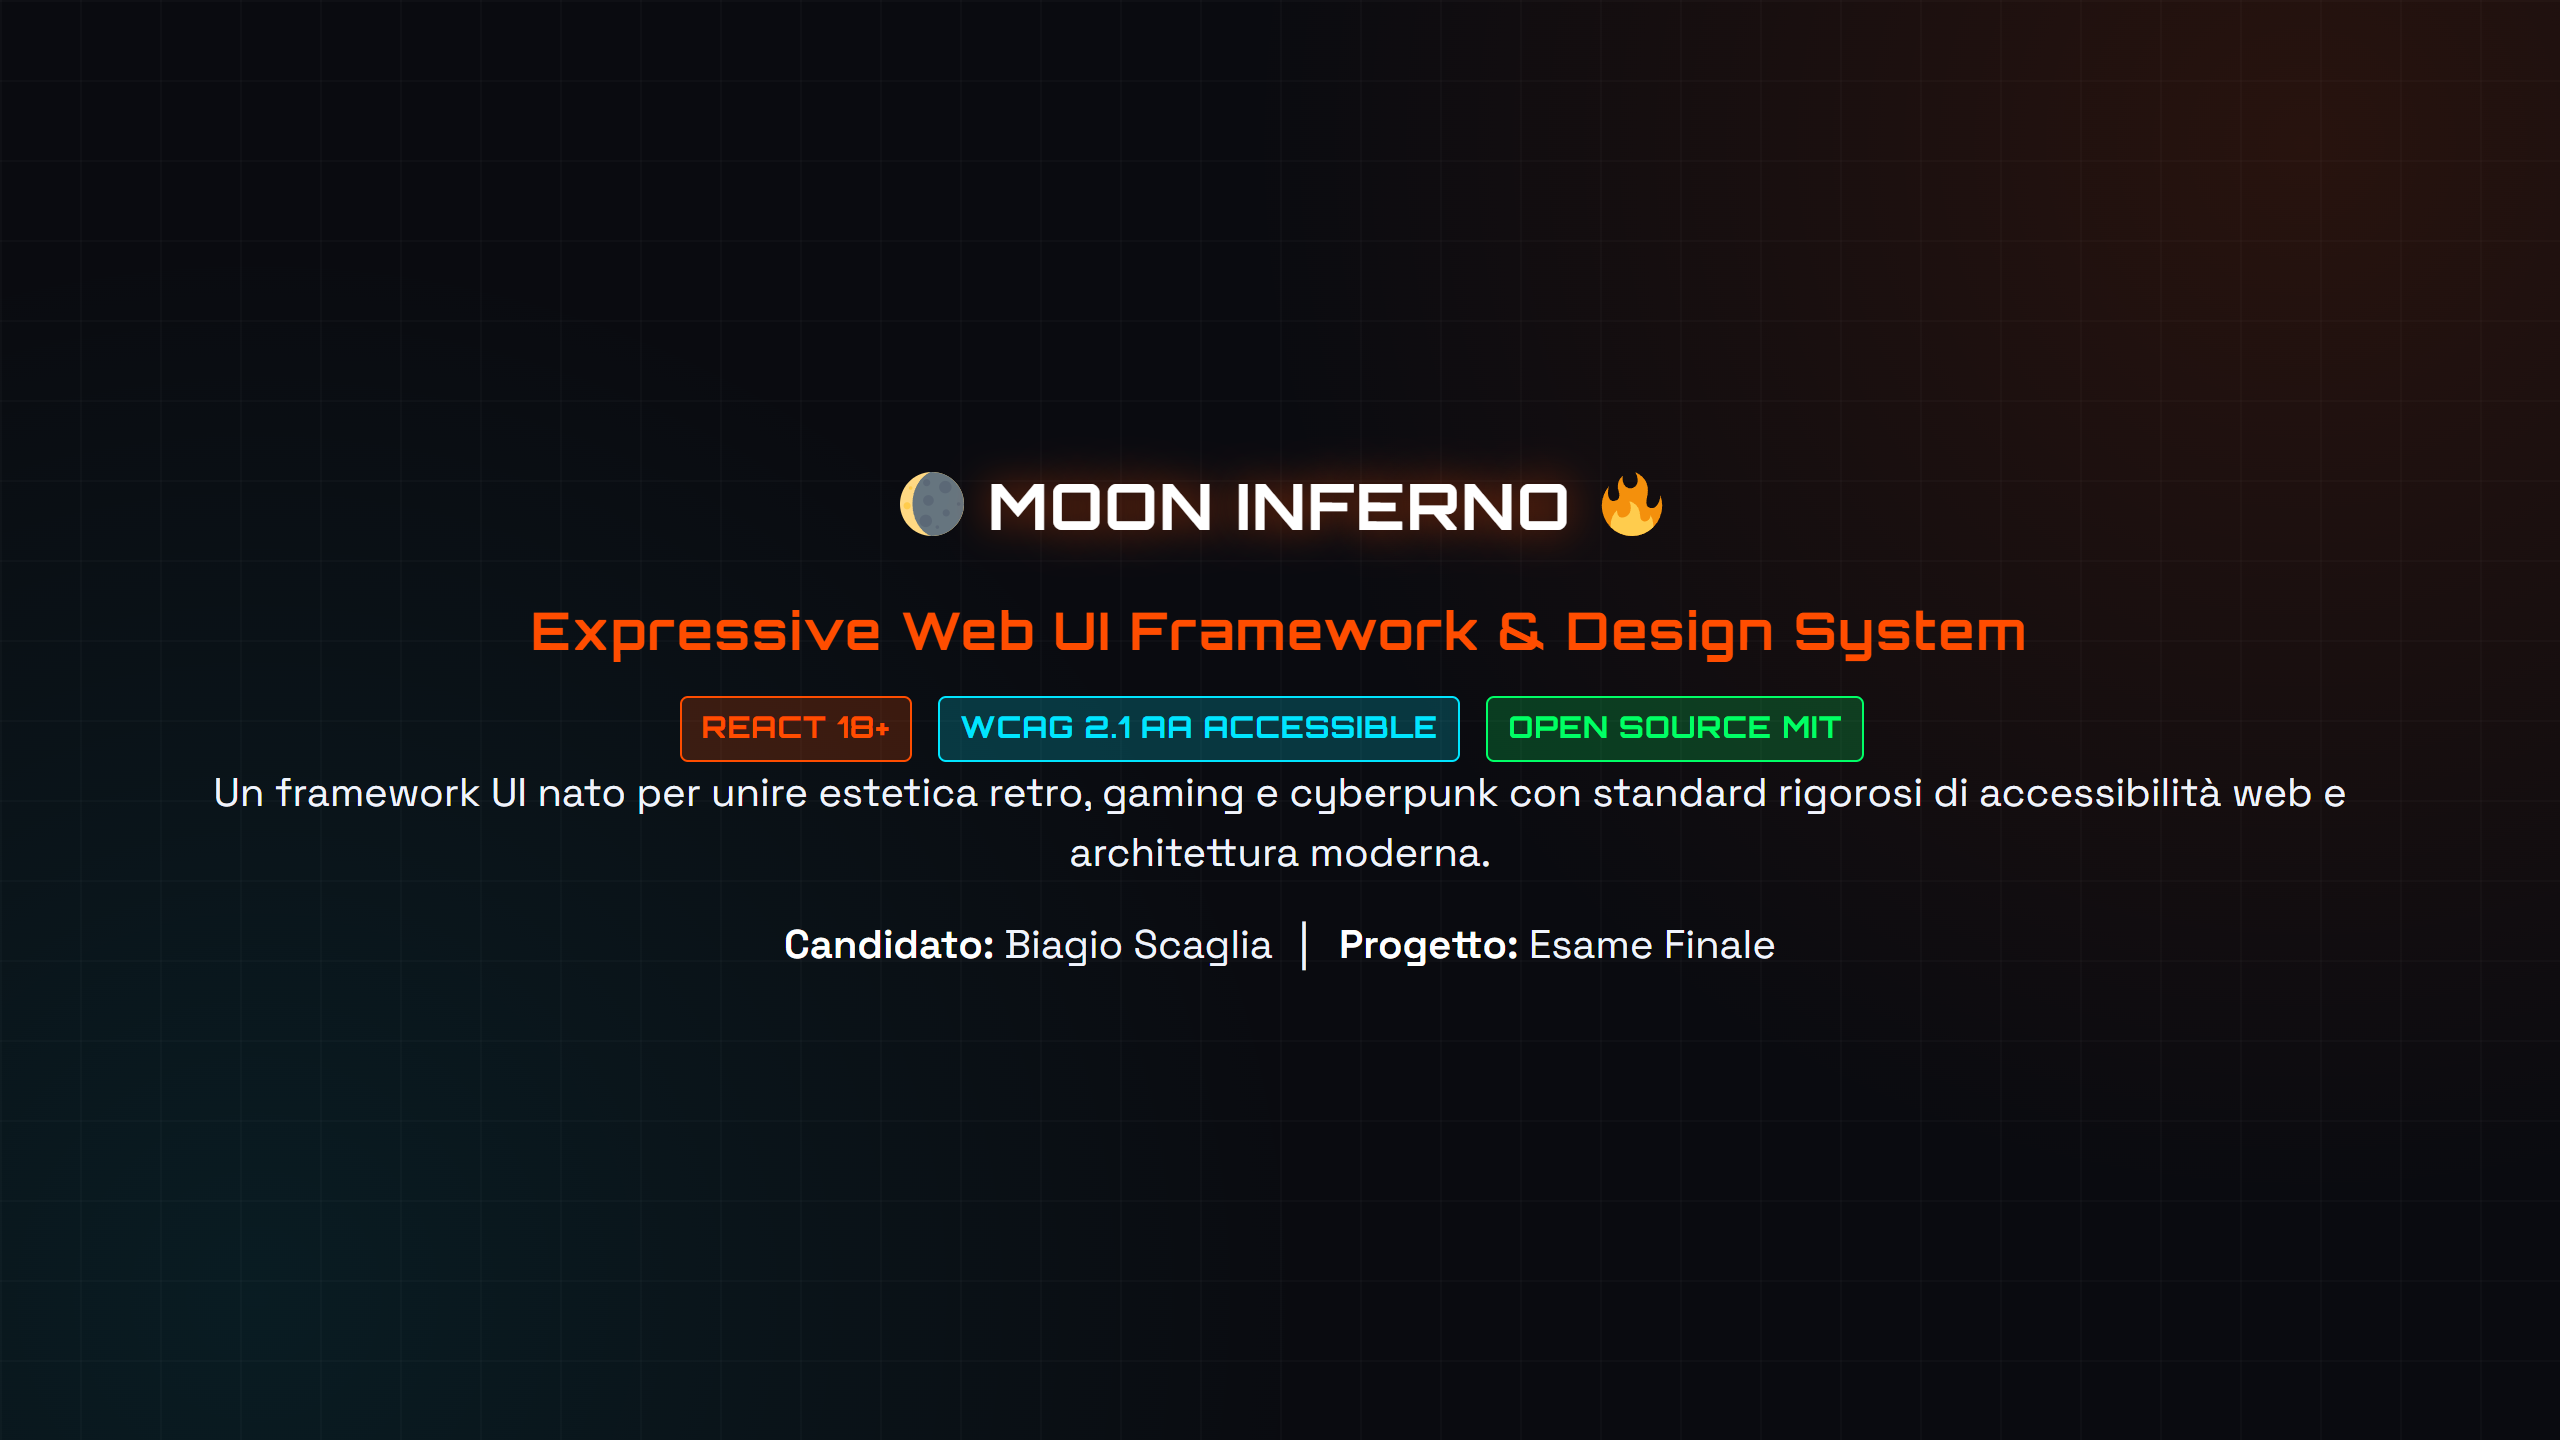 MOON INFERNO
Expressive Web UI Framework & Design System
REACT 18+ WCAG 2.1 AA ACCESSIBLE OPEN SOURCE MIT
Un framework UI nato per unire estetica retro, gaming e cyberpunk con standard rigorosi di accessibilità web e
architettura moderna.
Candidato: Biagio Scaglia | Progetto: Esame Finale